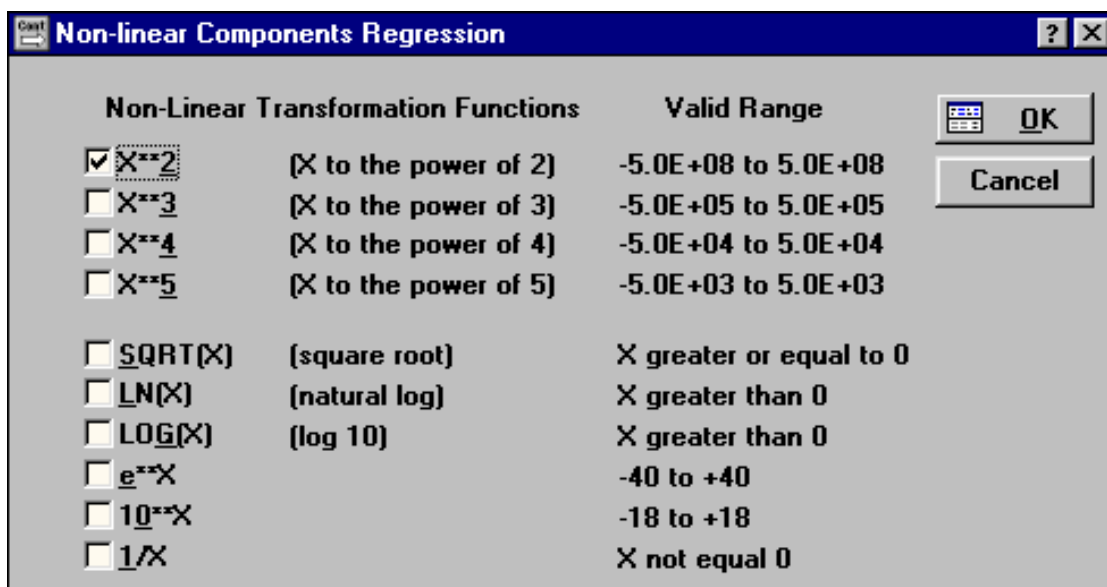 Cont
Non-linear Components Regression
Non-Linear Transformation Functions Valid Range
OK
Cancel
X**2 (X to the power of 2) -5.0E+08 to 5.0E+08
X**3 (X to the power of 3) -5.0E+05 to 5.0E+05
X**4 (X to the power of 4) -5.0E+04 to 5.0E+04
X**5 (X to the power of 5) -5.0E+03 to 5.0E+03
SQRT(X) (square root) X greater or equal to 0
LN(X) (natural log) X greater than 0
LOG(X) (log 10) X greater than 0
e**X -40 to +40
10**X -18 to +18
1/X X not equal 0